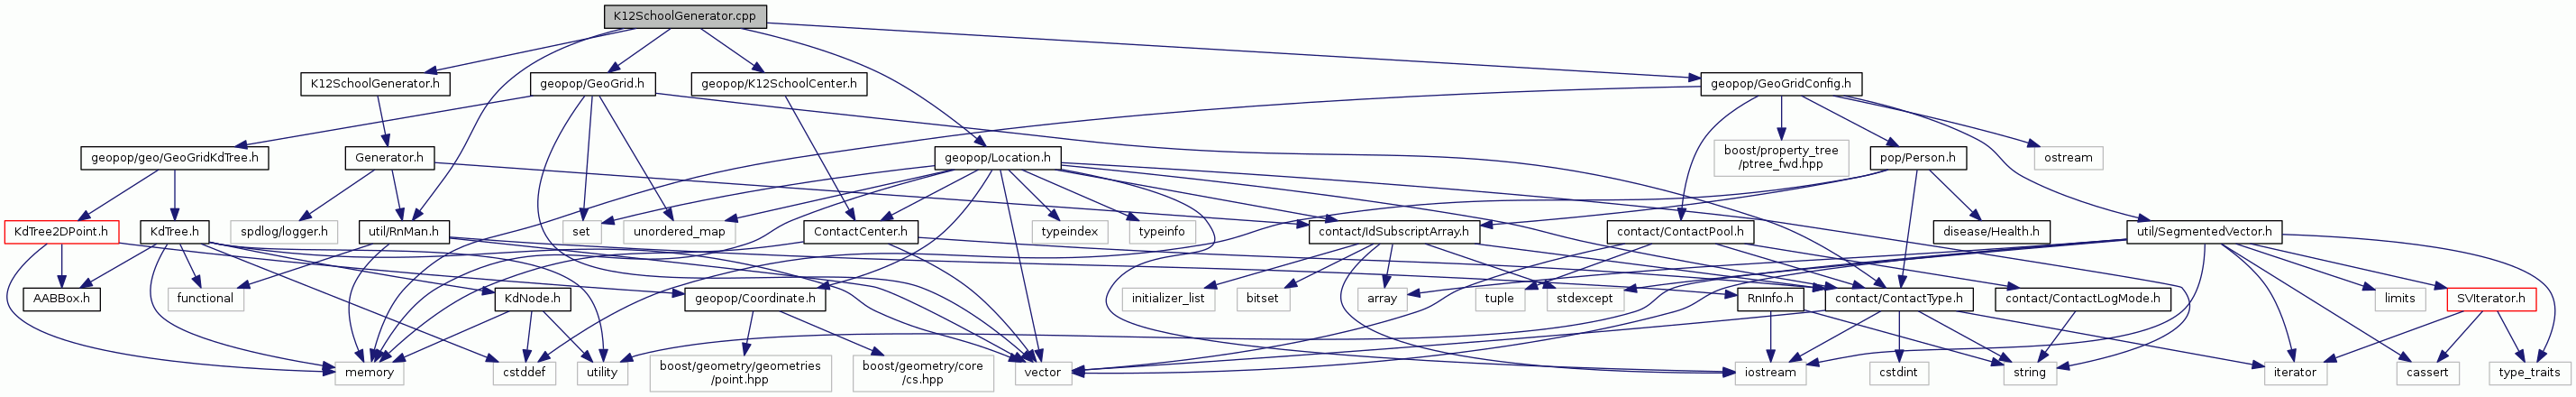 K12SchoolGenerator.cpp
K12SchoolGenerator.h
geopop/GeoGrid.h
geopop/K12SchoolCenter.h
geopop/GeoGridConfig.h
geopop/geo/GeoGridKdTree.h
Generator.h
geopop/Location.h
boost/property_tree
/ptree_fwd.hpp
pop/Person.h
ostream
KdTree2DPoint.h
KdTree.h
spdlog/logger.h
util/RnMan.h
set
unordered_map
ContactCenter.h
typeindex
typeinfo
contact/IdSubscriptArray.h
contact/ContactPool.h
disease/Health.h
util/SegmentedVector.h
AABBox.h
functional
KdNode.h
geopop/Coordinate.h
initializer_list
bitset
array
tuple
stdexcept
RnInfo.h
contact/ContactType.h
contact/ContactLogMode.h
limits
SVIterator.h
memory
cstddef
utility
boost/geometry/geometries
/point.hpp
boost/geometry/core
/cs.hpp
vector
iostream
cstdint
string
iterator
cassert
type_traits